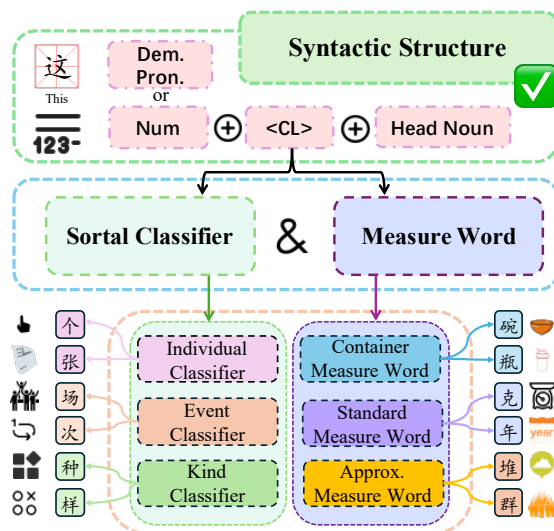 Syntactic Structure
这
This
Dem.
Pron.
or
123-
Num
<CL>
Head Noun
Sortal Classifier
&
Measure Word
个
张
场
次
种
样
Individual
Classifier
Event
Classifier
Kind
Classifier
Container
Measure Word
Standard
Measure Word
Approx.
Measure Word
碗
瓶
克
年
year
堆
群